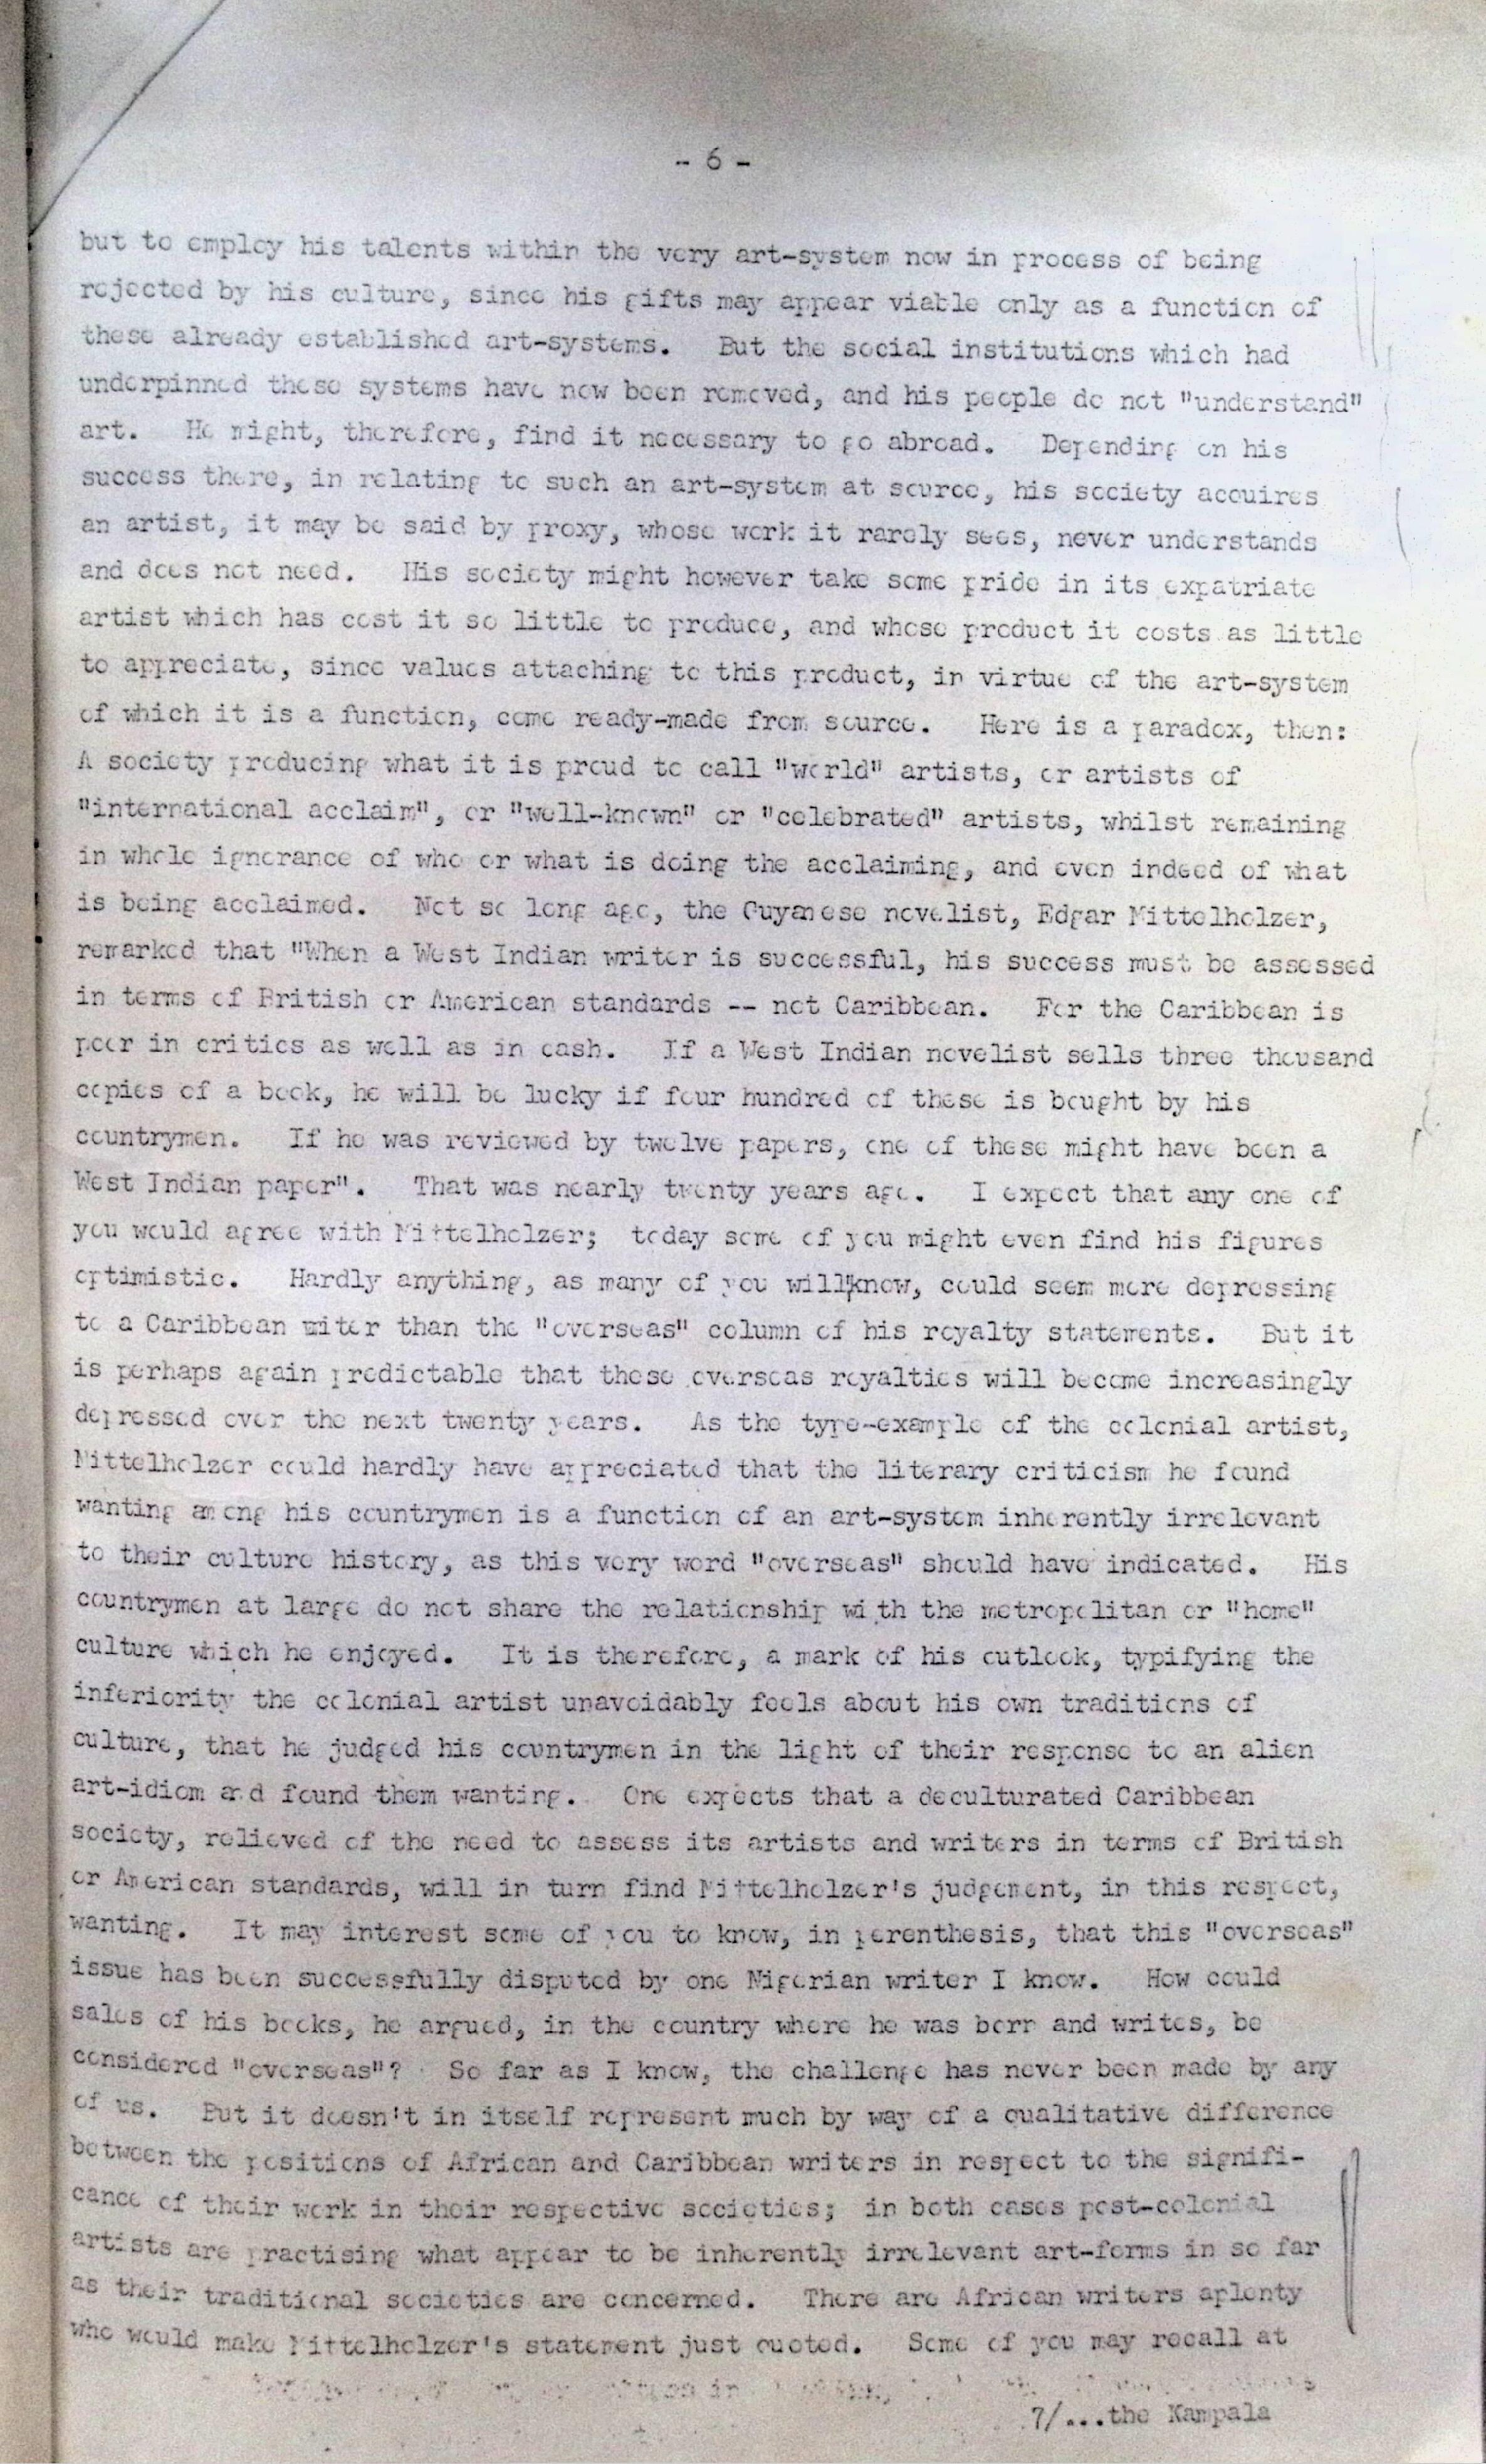 - 6 -
but to employ his talents within the very art-system now in process of being
rejected by his culture, since his gifts may appear viable only as a function of
these already established art-systems. But the social institutions which had
underpinned these systems have now been removed, and his people do not "understand"
art. He might, therefore, find it necessary to go abroad. Depending on his
success there, in relating to such an art-system at source, his society acquires
an artist, it may be said by proxy, whose work it rarely sees, never understands
and does not need. His society might however take some pride in its expatriate
artist which has cost it so little to produce, and whose product it costs as little
to appreciate, since values attaching to this product, in virtue of the art-system
of which it is a function, come ready-made from source. Here is a paradox, then:
A society producing what it is proud to call "world" artists, or artists of
"international acclaim", or "well-known" or "celebrated" artists, whilst remaining
in whole ignorance of who or what is doing the acclaiming, and even indeed of what
is being acclaimed. Not so long ago, the Guyanese novelist, Edgar Mittelholzer,
remarked that "When a West Indian writer is successful, his success must be assessed
in terms of British or American standards -- not Caribbean. For the Caribbean is
poor in critics as well as in cash. If a West Indian novelist sells three thousand
copies of a book, he will be lucky if four hundred of these is bought by his
countrymen. If he was reviewed by twelve papers, one of these might have been a
West Indian paper". That was nearly twenty years ago. I expect that any one of
you would agree with Mittelholzer; today some of you might even find his figures
optimistic. Hardly anything, as many of you will know, could seem more depressing
to a Caribbean witer than the "overseas" column of his royalty statements. But it
is perhaps again predictable that these overseas royalties will become increasingly
depressed over the next twenty years. As the type-example of the colonial artist,
Mittelholzer could hardly have appreciated that the literary criticism he found
wanting among his countrymen is a function of an art-system inherently irrelevant
to their culture history, as this very word "overseas" should have indicated. His
countrymen at large do not share the relationship with the metropolitan or "home"
culture which he enjoyed. It is therefore, a mark of his outlook, typifying the
inferiority the colonial artist unavoidably feels about his own traditions of
culture, that he judged his countrymen in the light of their response to an alien
art-idiom and found them wanting. One expects that a deculturated Caribbean
society, relieved of the need to assess its artists and writers in terms of British
or American standards, will in turn find Mittelholzer's judgement, in this respect,
wanting. It may interest some of you to know, in perenthesis, that this "overseas"
issue has been successfully disputed by one Nigerian writer I know. How could
sales of his books, he argued, in the country where he was born and writes, be
considered "overseas"? So far as I know, the challenge has never been made by any
of us. But it doesn't in itself represent much by way of a qualitative difference
between the positions of African and Caribbean writers in respect to the signifi-
cance of their work in their respective societies; in both cases post-colonial
artists are practising what appear to be inherently irrelevant art-forms in so far
as their traditional societies are concerned. There are African writers aplenty
who would make Mittelholzer's statement just quoted. Some of you may recall at
7/...the Kampala